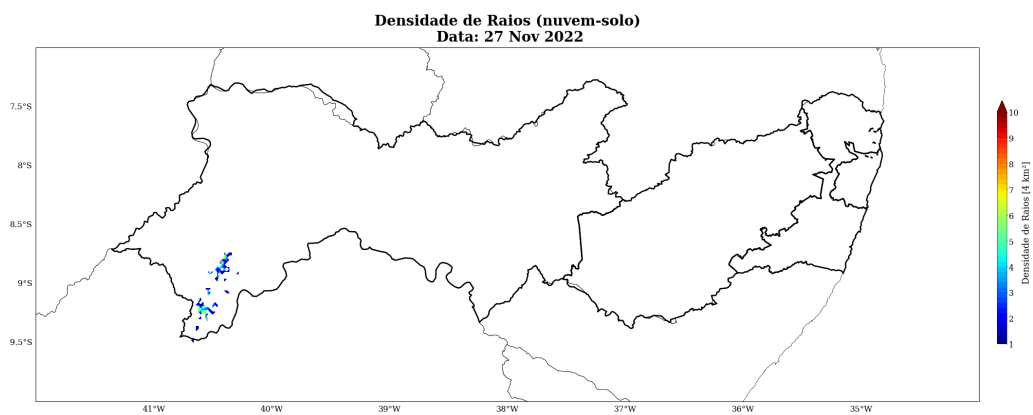 Densidade de Raios (nuvem-solo)
Data: 27 Nov 2022
7.5°S
8°S
8.5°S
9°S
9.5°S
41°W
40°W
39°W
38°W
37°W
36°W
35°W
10
9
8
7
6
5
4
3
2
1
Densidade de Raios [4 km²]